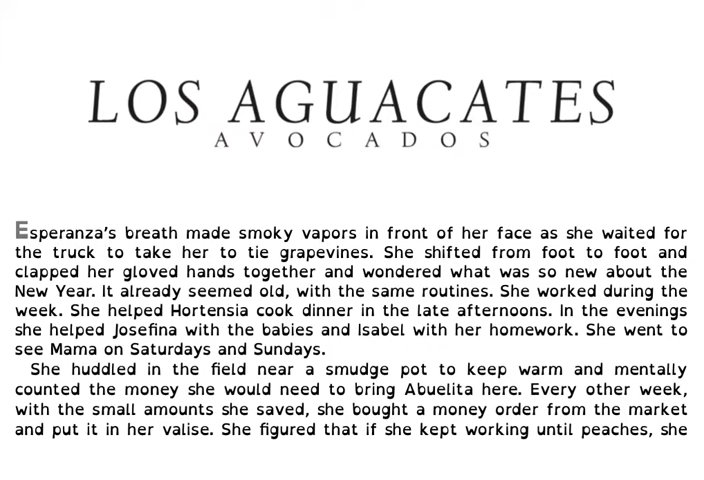 LOS AGUACATES
AVOCADOS
Esperanza's breath made smoky vapors in front of her face as she waited for
the truck to take her to tie grapevines. She shifted from foot to foot and
clapped her gloved hands together and wondered what was so new about the
New Year. It already seemed old, with the same routines. She worked during the
week. She helped Hortensia cook dinner in the late afternoons. In the evenings
she helped Josefina with the babies and Isabel with her homework. She went to
see Mama on Saturdays and Sundays.
She huddled in the field near a smudge pot to keep warm and mentally
counted the money she would need to bring Abuelita here. Every other week,
with the small amounts she saved, she bought a money order from the market
and put it in her valise. She figured that if she kept working until peaches, she